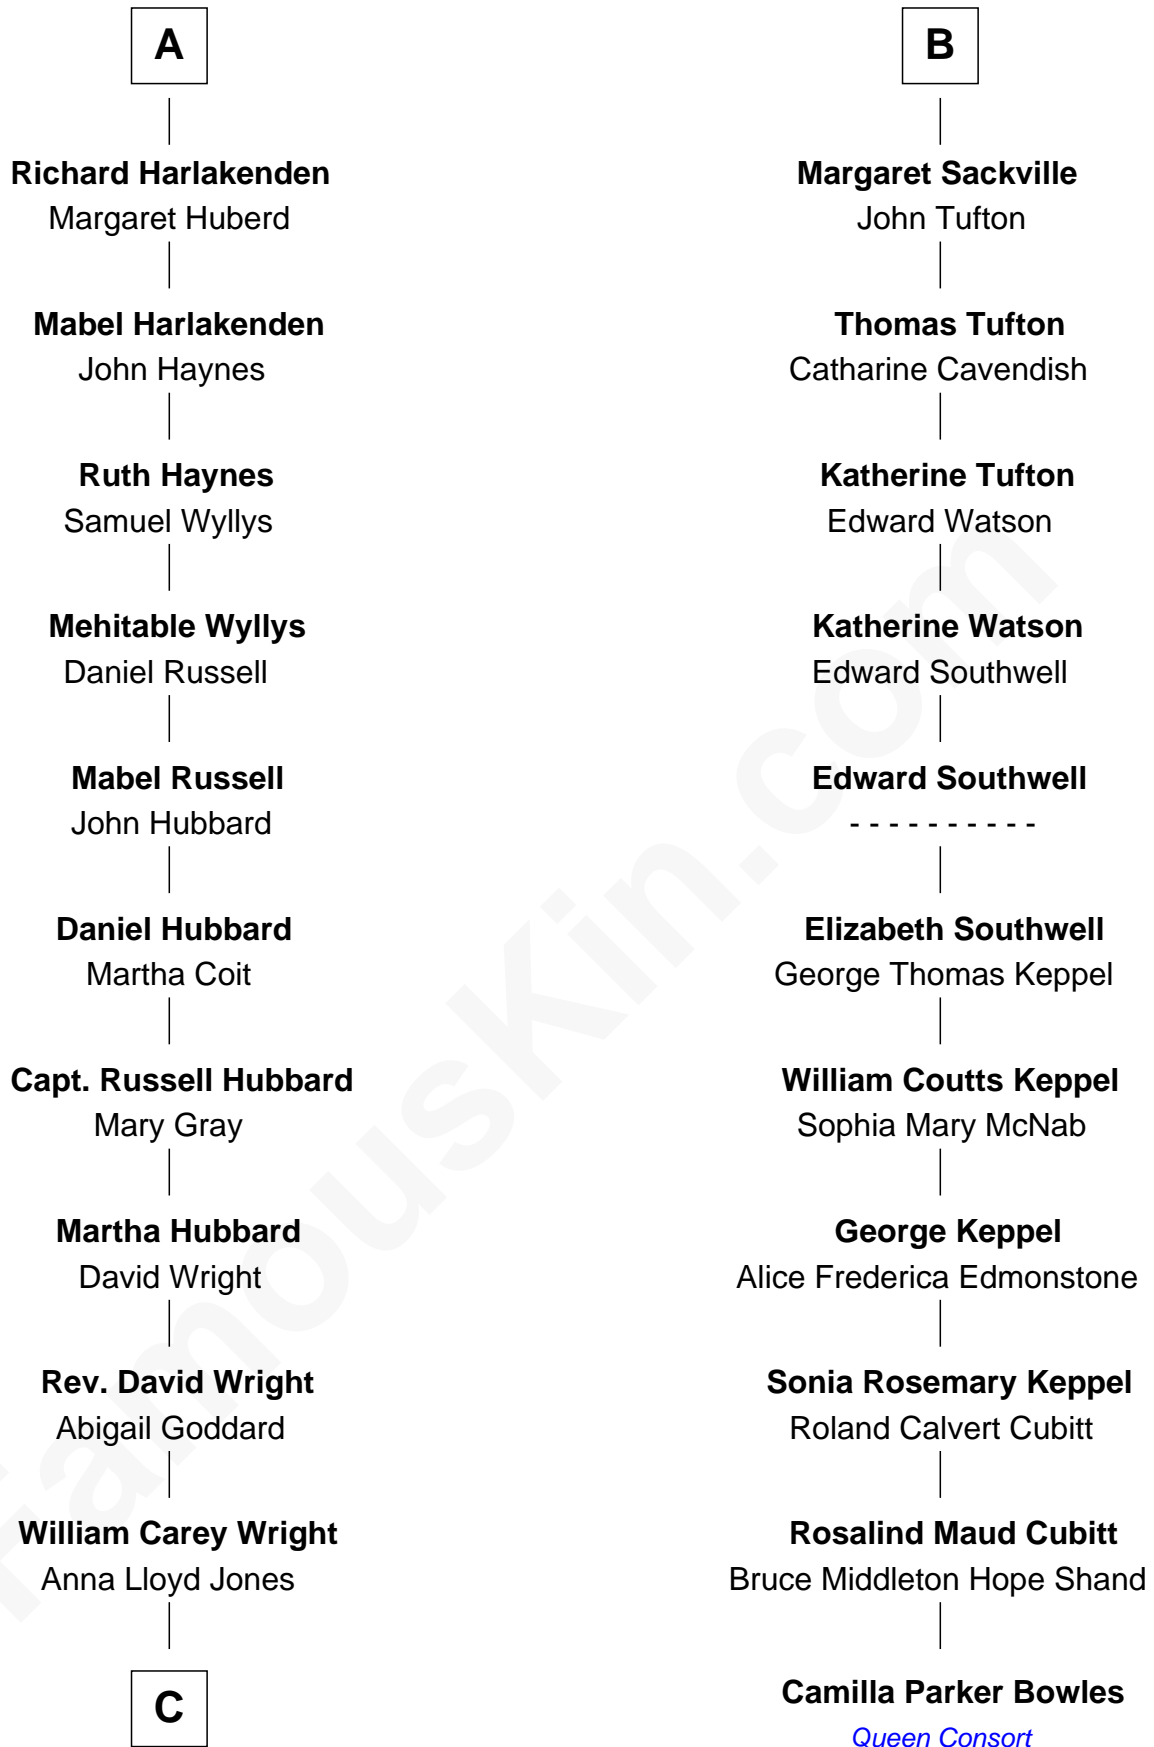 A
Richard Harlakenden
Margaret Huberd
Mabel Harlakenden
John Haynes
Ruth Haynes
Samuel Wyllys
Mehitable Wyllys
Daniel Russell
Mabel Russell
John Hubbard
Daniel Hubbard
Martha Coit
Capt. Russell Hubbard
Mary Gray
Martha Hubbard
David Wright
Rev. David Wright
Abigail Goddard
William Carey Wright
Anna Lloyd Jones
C
B
Margaret Sackville
John Tufton
Thomas Tufton
Catharine Cavendish
Katherine Tufton
Edward Watson
Katherine Watson
Edward Southwell
Edward Southwell
- - - - - - - - - -
Elizabeth Southwell
George Thomas Keppel
William Coutts Keppel
Sophia Mary McNab
George Keppel
Alice Frederica Edmonstone
Sonia Rosemary Keppel
Roland Calvert Cubitt
Rosalind Maud Cubitt
Bruce Middleton Hope Shand
Camilla Parker Bowles
Queen Consort
FamousKin.com